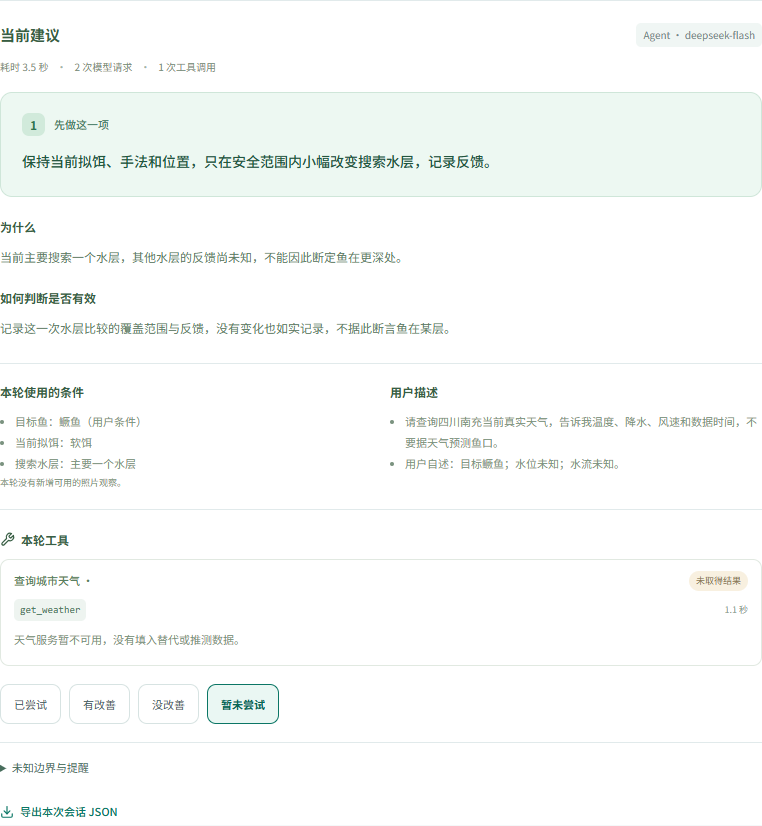 当前建议
Agent • deepseek-flash
耗时 3.5 秒 • 2 次模型请求 • 1 次工具调用
1 先做这一项
保持当前拟饵、手法和位置，只在安全范围内小幅改变搜索水层，记录反馈。
为什么
当前主要搜索一个水层，其他水层的反馈尚未知，不能因此断定鱼在更深处。
如何判断是否有效
记录这一次水层比较的覆盖范围与反馈，没有变化也如实记录，不据此断言鱼在某层。
本轮使用的条件
• 目标鱼：鳜鱼（用户条件）
• 当前拟饵：软饵
• 搜索水层：主要一个水层
本轮没有新增可用的照片观察。
用户描述
• 请查询四川南充当前真实天气，告诉我温度、降水、风速和数据时间，不
要据天气预测鱼口。
• 用户自述：目标鳜鱼；水位未知；水流未知。
本轮工具
查询城市天气 •
未取得结果
get_weather
1.1 秒
天气服务暂不可用，没有填入替代或推测数据。
已尝试
有改善
没改善
暂未尝试
未知边界与提醒
导出本次会话 JSON